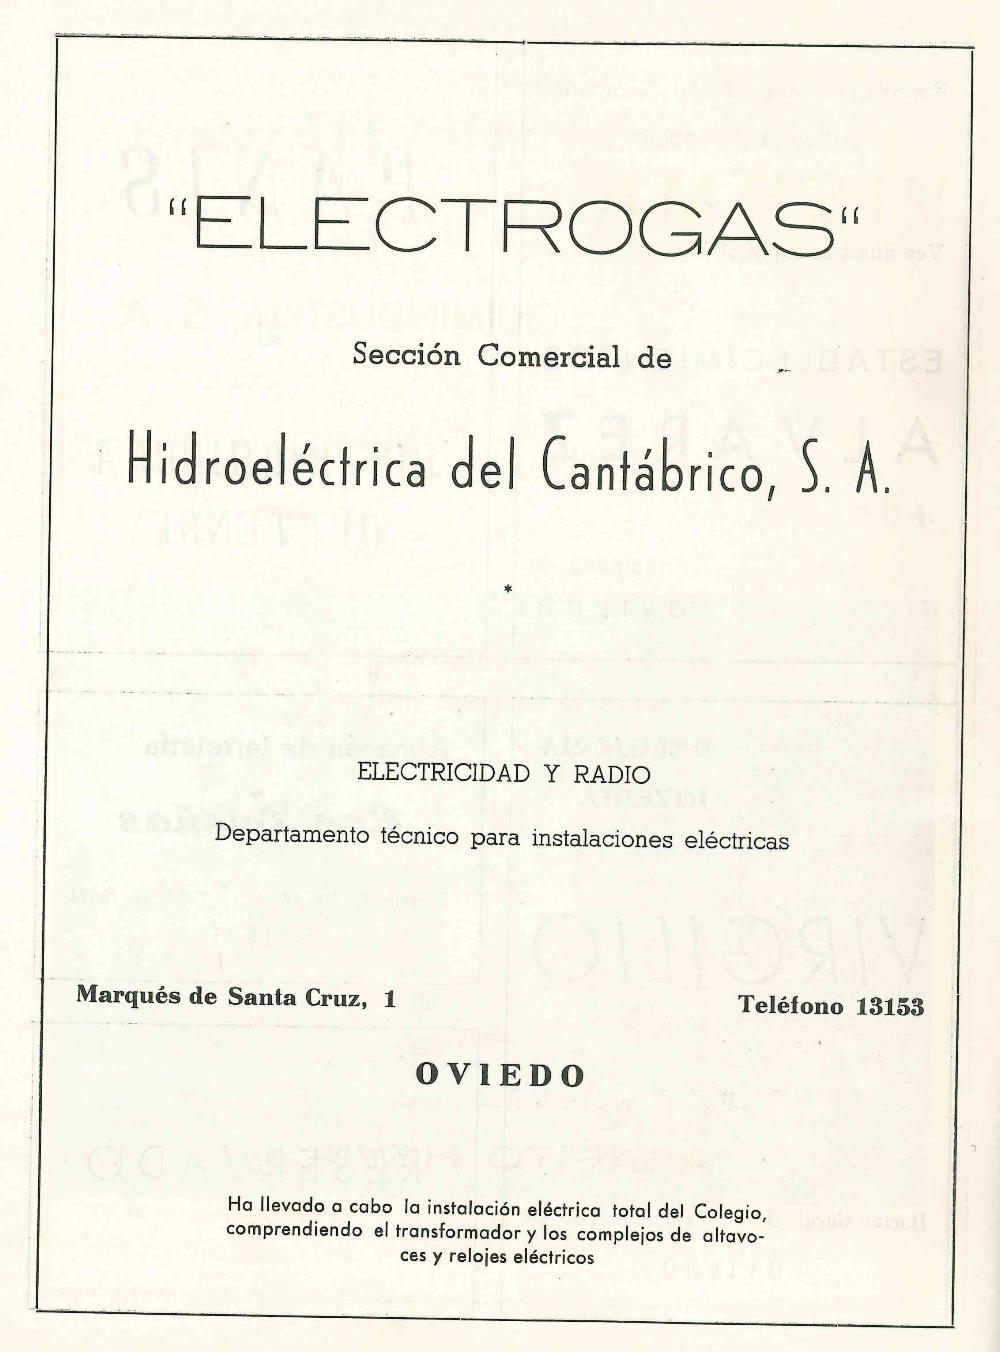 “ELECTROGAS“
Sección Comercial de
Hidroeléctrica del Cantábrico, S. A.
*
ELECTRICIDAD Y RADIO
Departamento técnico para instalaciones eléctricas
Marqués de Santa Cruz, 1
Teléfono 13153
OVIEDO
Ha llevado a cabo la instalación eléctrica total del Colegio,
comprendiendo el transformador y los complejos de altavo-
ces y relojes eléctricos